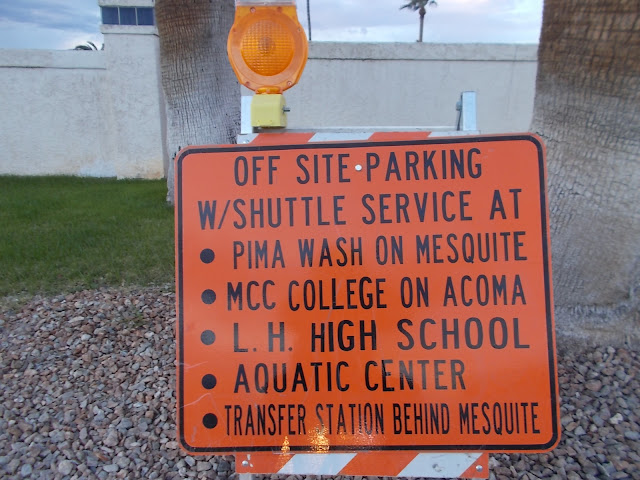 OFF SITE PARKING
W/SHUTTLE SERVICE AT
• PIMA WASH ON MESQUITE
• MCC COLLEGE ON ACOMA
• L. H. HIGH SCHOOL
• AQUATIC CENTER
• TRANSFER STATION BEHIND MESQUITE